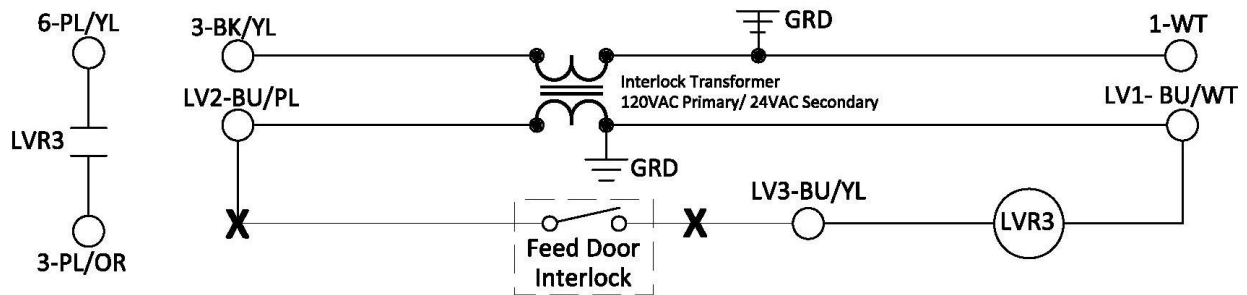 6-PL/YL
3-BK/YL
GRD
1-WT
Interlock Transformer
120VAC Primary/ 24VAC Secondary
LV2-BU/PL
LV1- BU/WT
LVR3
GRD
LV3-BU/YL
X
X
LVR3
Feed Door
Interlock
3-PL/OR